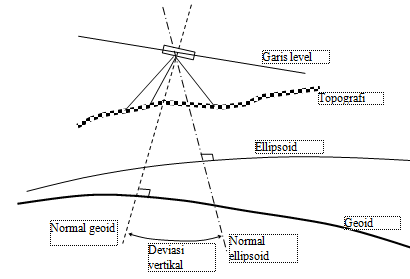 Garis level
Topografi
Ellipsoid
Geoid
Normal geoid
Deviasi
vertikal
Normal
ellipsoid